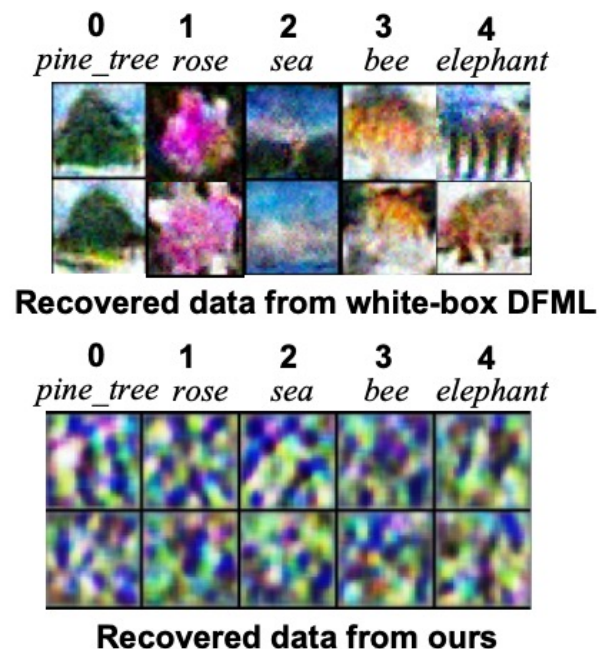 0 1 2 3 4
pine_tree rose sea bee elephant
Recovered data from white-box DFML
0 1 2 3 4
pine_tree rose sea bee elephant
Recovered data from ours